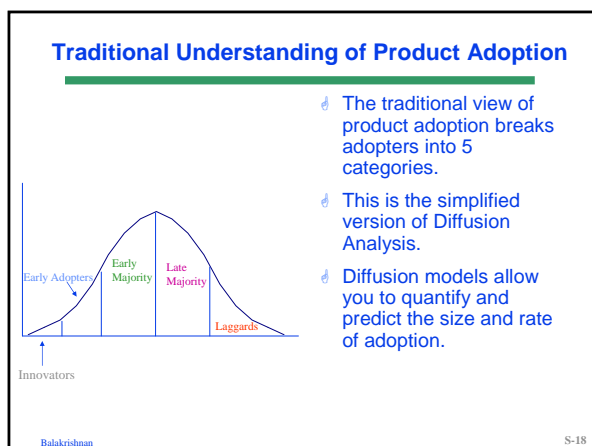 Traditional Understanding of Product Adoption
The traditional view of
product adoption breaks
adopters into 5
categories.
This is the simplified
version of Diffusion
Analysis.
Diffusion models allow
you to quantify and
predict the size and rate
of adoption.
Early Adopters
Early
Majority
Late
Majority
Laggards
Innovators
Balakrishnan
S-18